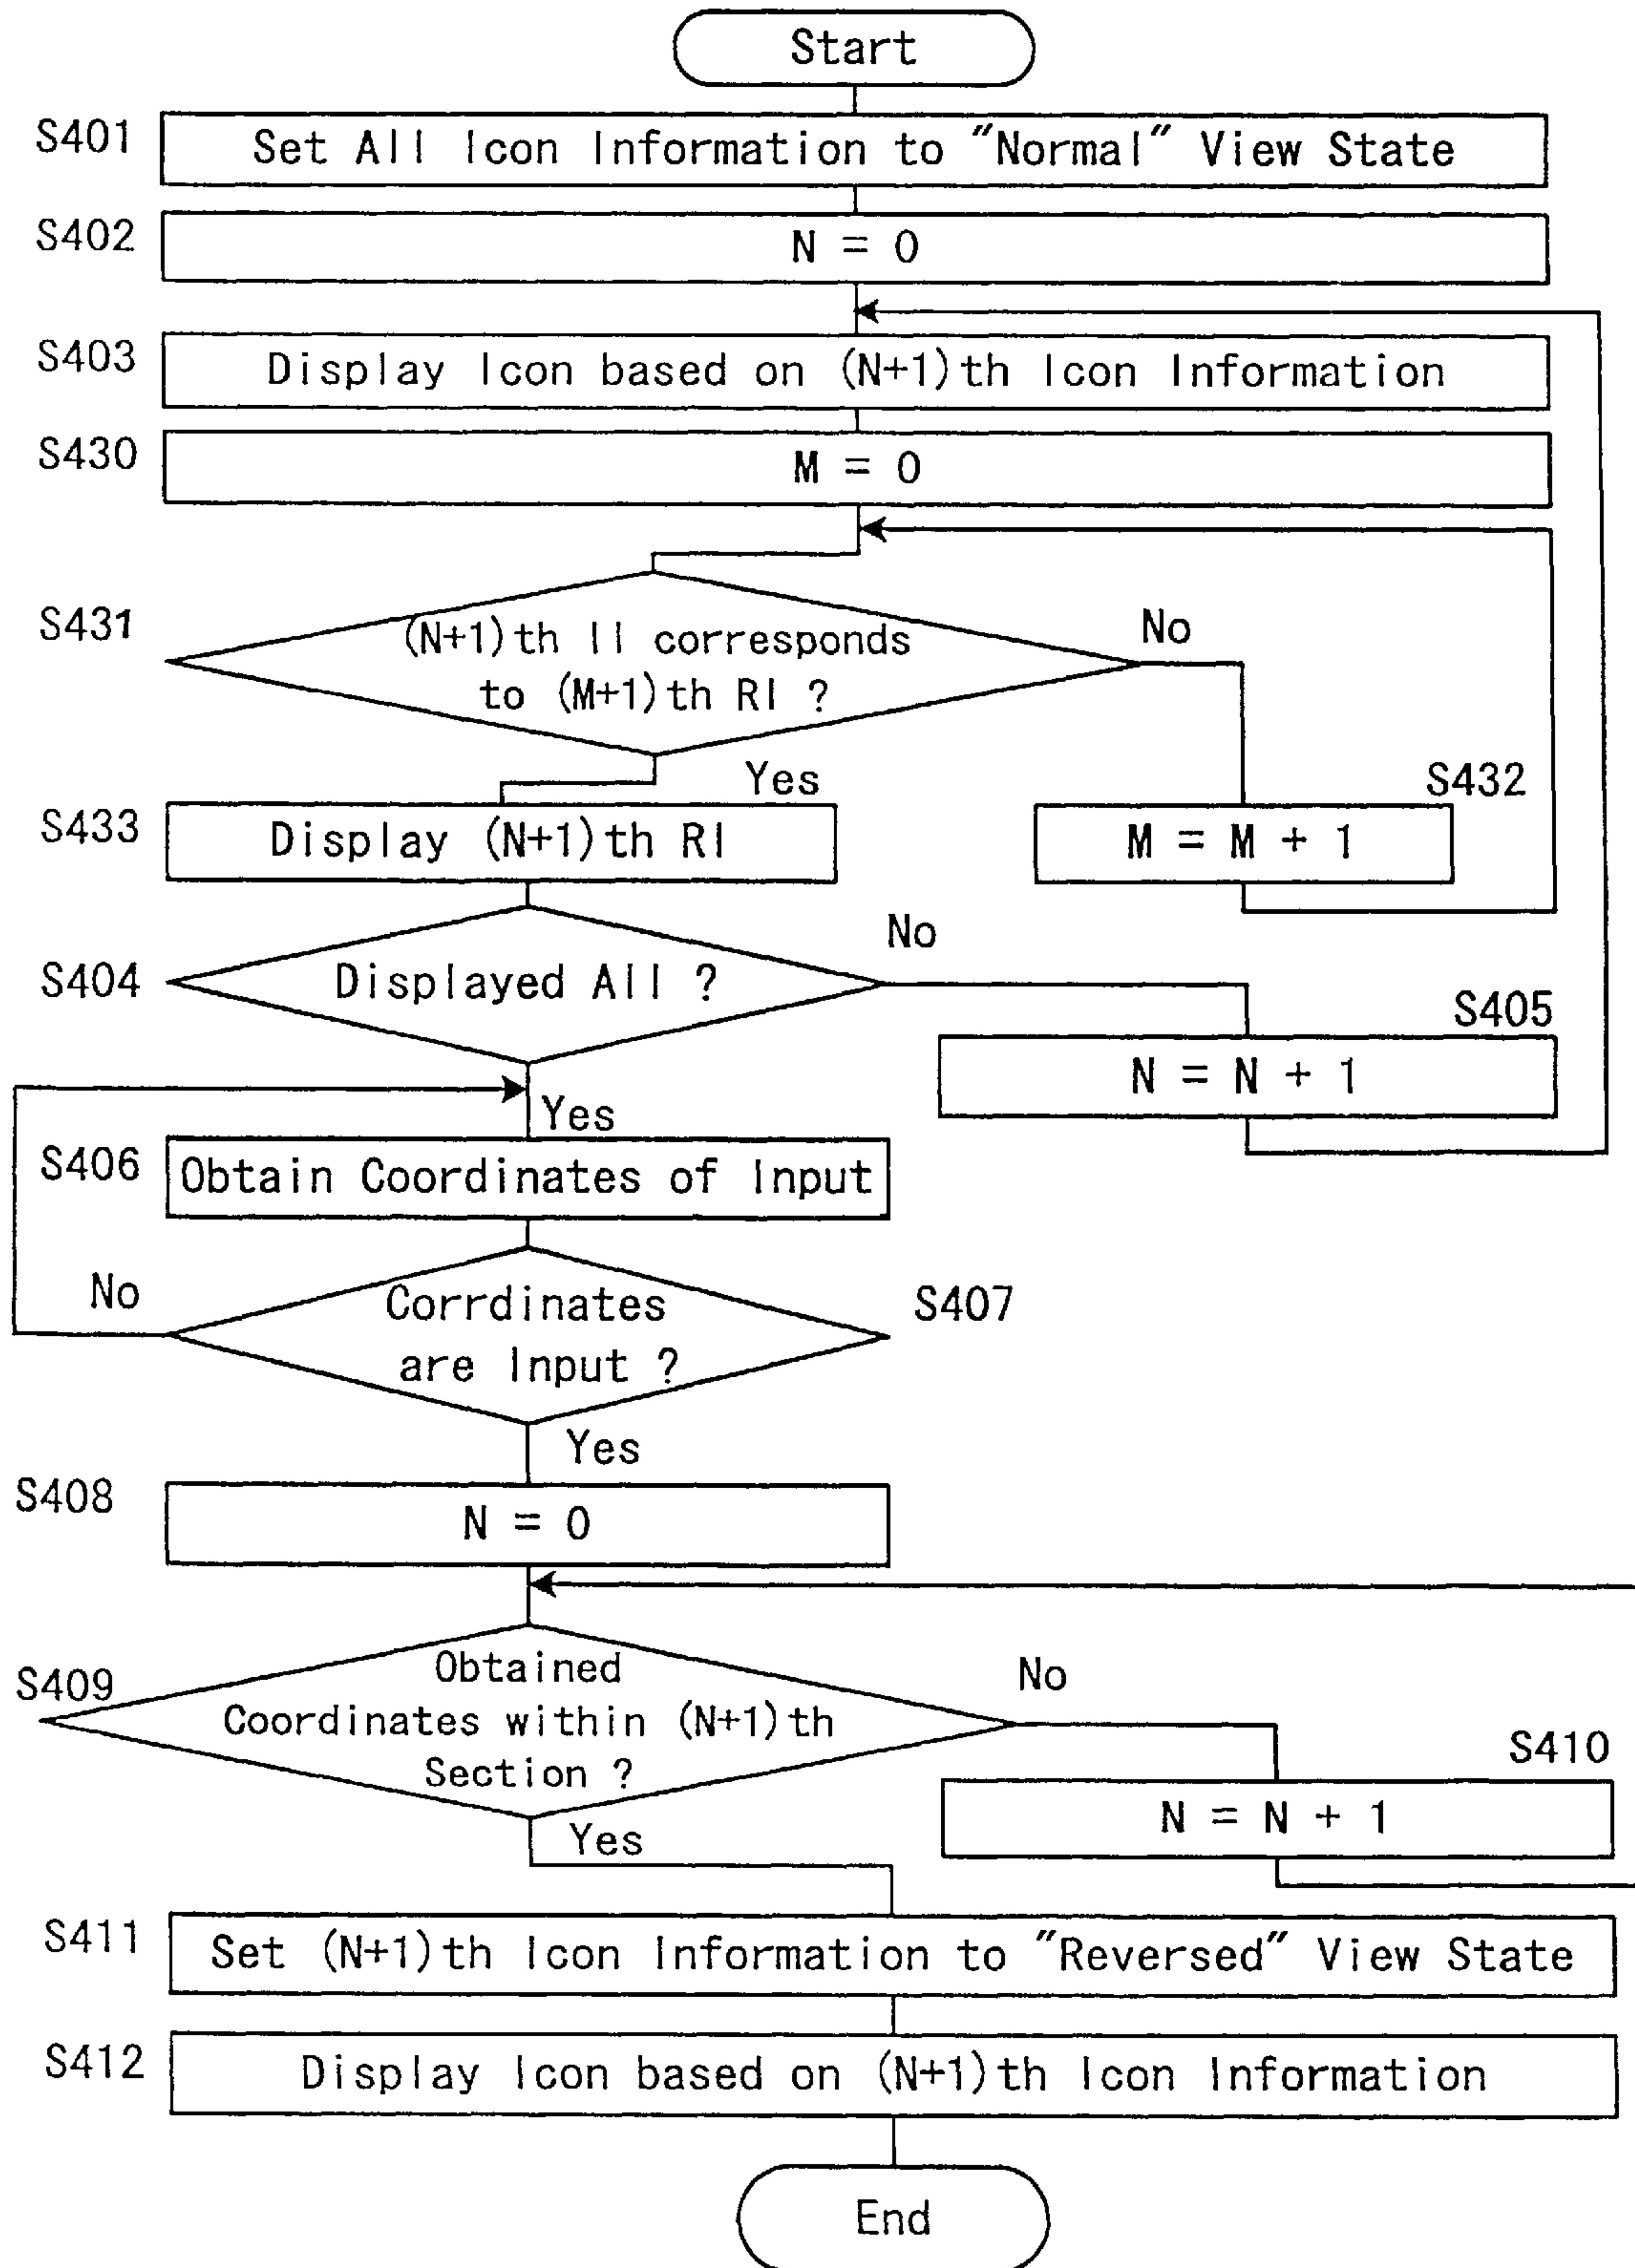 Start
S401
Set All Icon Information to "Normal" View State
S402
N = 0
S403
Display Icon based on (N+1)th Icon Information
S430
M = 0
S431
(N+1)th II corresponds
to (M+1)th RI ?
No
Yes
S432
M = M + 1
S433
Display (N+1)th RI
S404
Displayed All ?
No
S405
N = N + 1
Yes
S406
Obtain Coordinates of Input
S407
Corrdinates
are Input ?
No
Yes
S408
N = 0
S409
Obtained
Coordinates within (N+1)th
Section ?
No
S410
N = N + 1
Yes
S411
Set (N+1)th Icon Information to "Reversed" View State
S412
Display Icon based on (N+1)th Icon Information
End